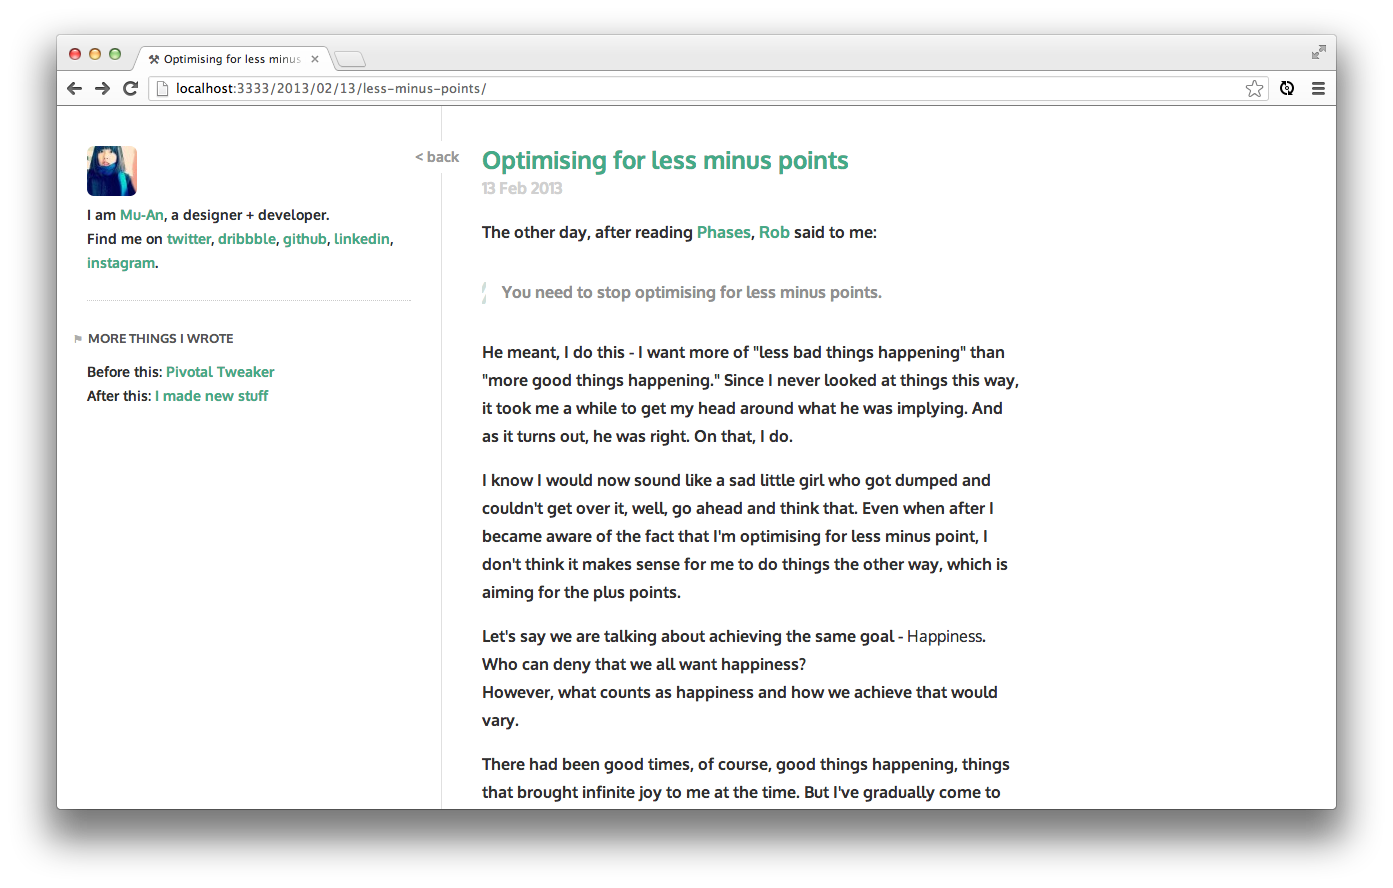 Optimising for less minus
localhost:3333/2013/02/13/less-minus-points/
I am Mu-An, a designer + developer.
Find me on twitter, dribbble, github, linkedin,
instagram.
MORE THINGS I WROTE
Before this: Pivotal Tweaker
After this: I made new stuff
< back
Optimising for less minus points
13 Feb 2013
The other day, after reading Phases, Rob said to me:
You need to stop optimising for less minus points.
He meant, I do this - I want more of "less bad things happening" than
"more good things happening." Since I never looked at things this way,
it took me a while to get my head around what he was implying. And
as it turns out, he was right. On that, I do.
I know I would now sound like a sad little girl who got dumped and
couldn't get over it, well, go ahead and think that. Even when after I
became aware of the fact that I'm optimising for less minus point, I
don't think it makes sense for me to do things the other way, which is
aiming for the plus points.
Let's say we are talking about achieving the same goal - Happiness.
Who can deny that we all want happiness?
However, what counts as happiness and how we achieve that would
vary.
There had been good times, of course, good things happening, things
that brought infinite joy to me at the time. But I've gradually come to